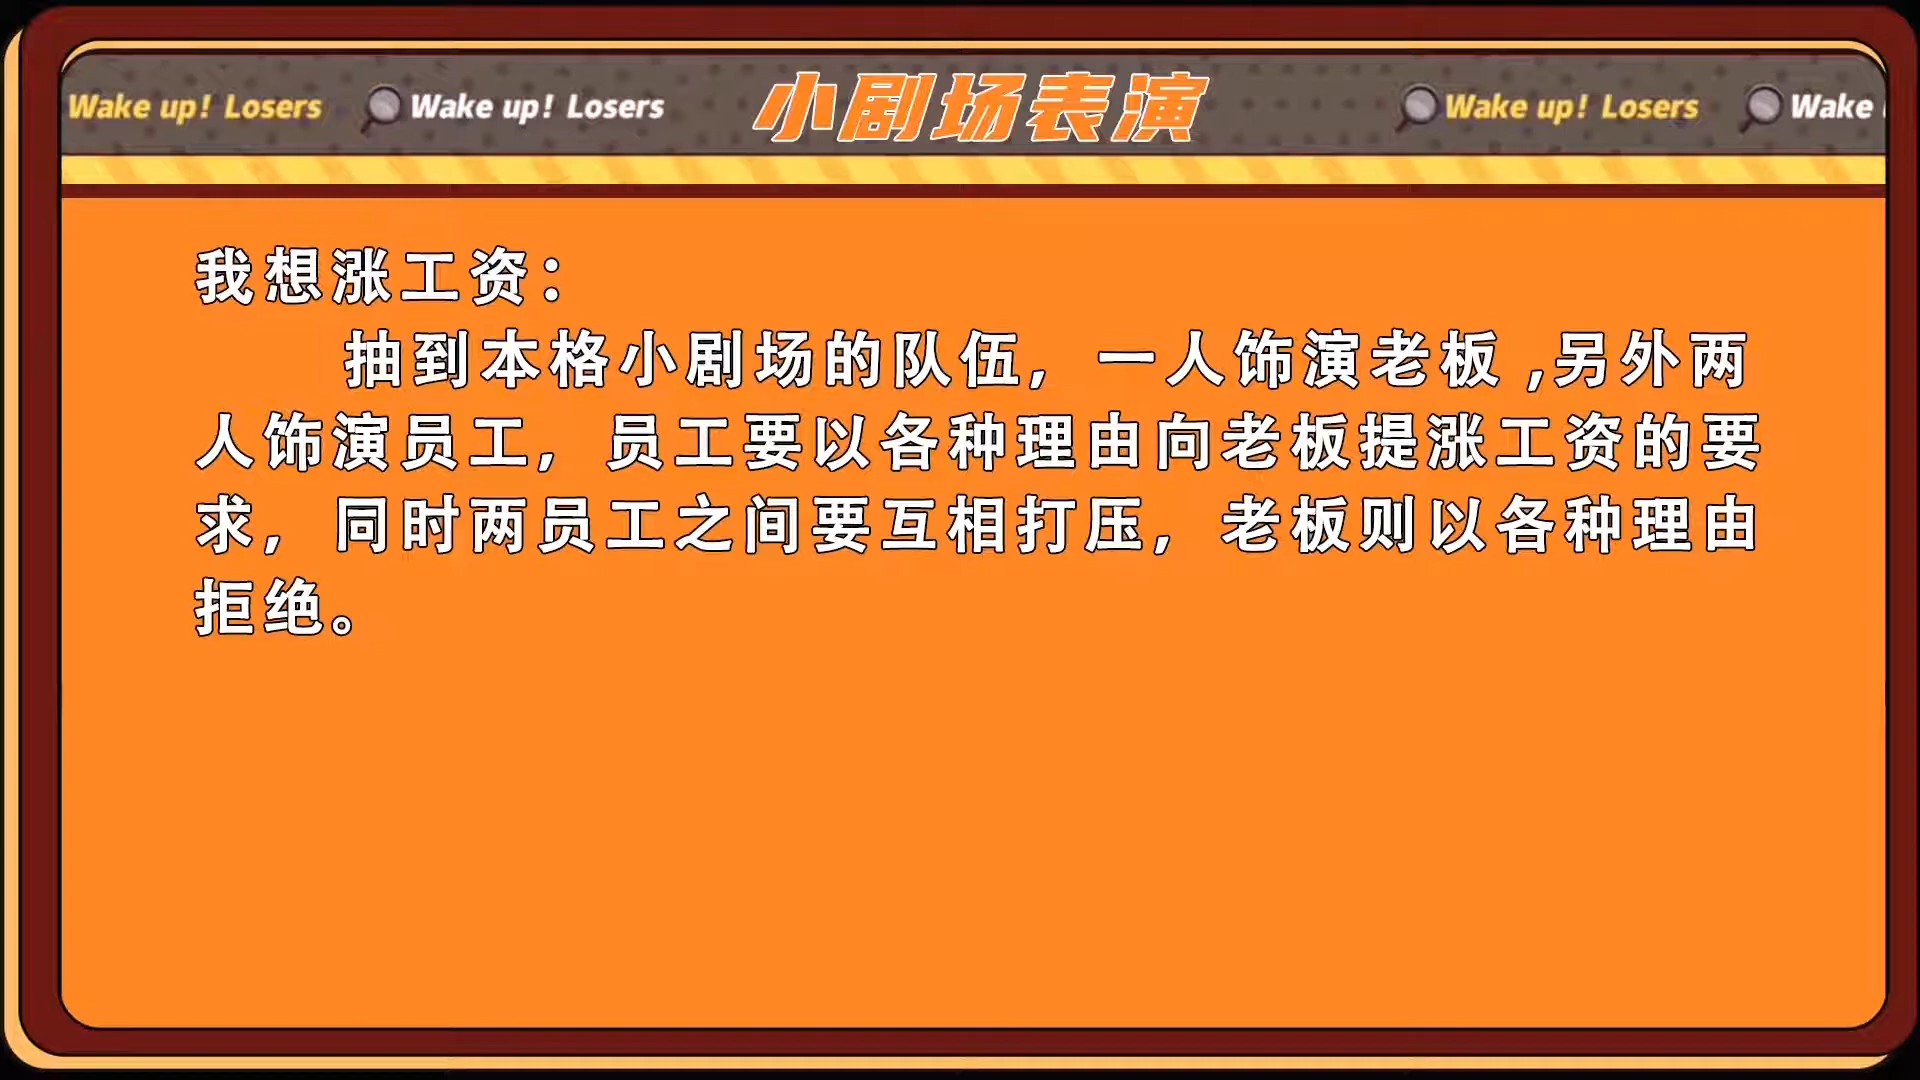 Wake up! Losers Wake up! Losers 小剧场表演 Wake up! Losers Wake
我想涨工资：
抽到本格小剧场的队伍，一人饰演老板,另外两
人饰演员工，员工要以各种理由向老板提涨工资的要
求，同时两员工之间要互相打压，老板则以各种理由
拒绝。